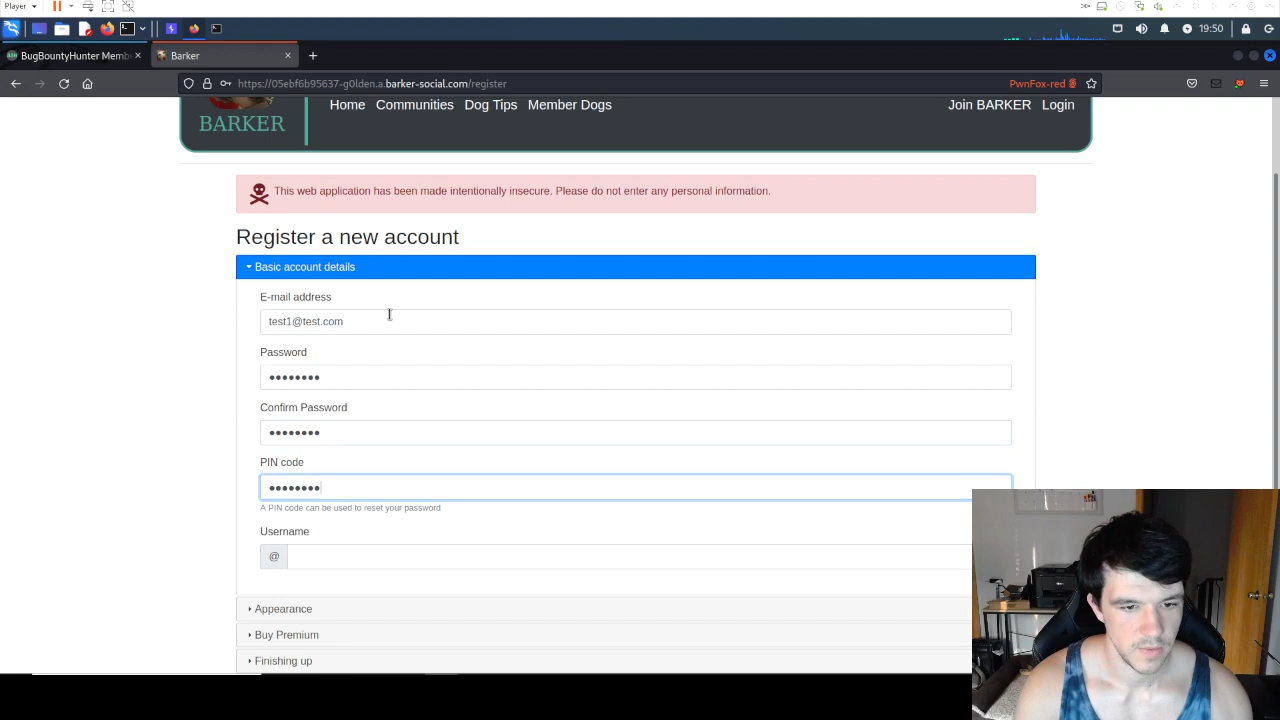 Player
19:50
BugBountyHunter Memb
Barker
https://05ebf6b95637-g0lden.a.barker-social.com/register
PwnFox-red
BARKER
Home Communities Dog Tips Member Dogs
Join BARKER Login
This web application has been made intentionally insecure. Please do not enter any personal information.
Register a new account
Basic account details
E-mail address
test1@test.com
Password
••••••••
Confirm Password
••••••••
PIN code
••••••••
A PIN code can be used to reset your password
Username
@
Appearance
Buy Premium
Finishing up